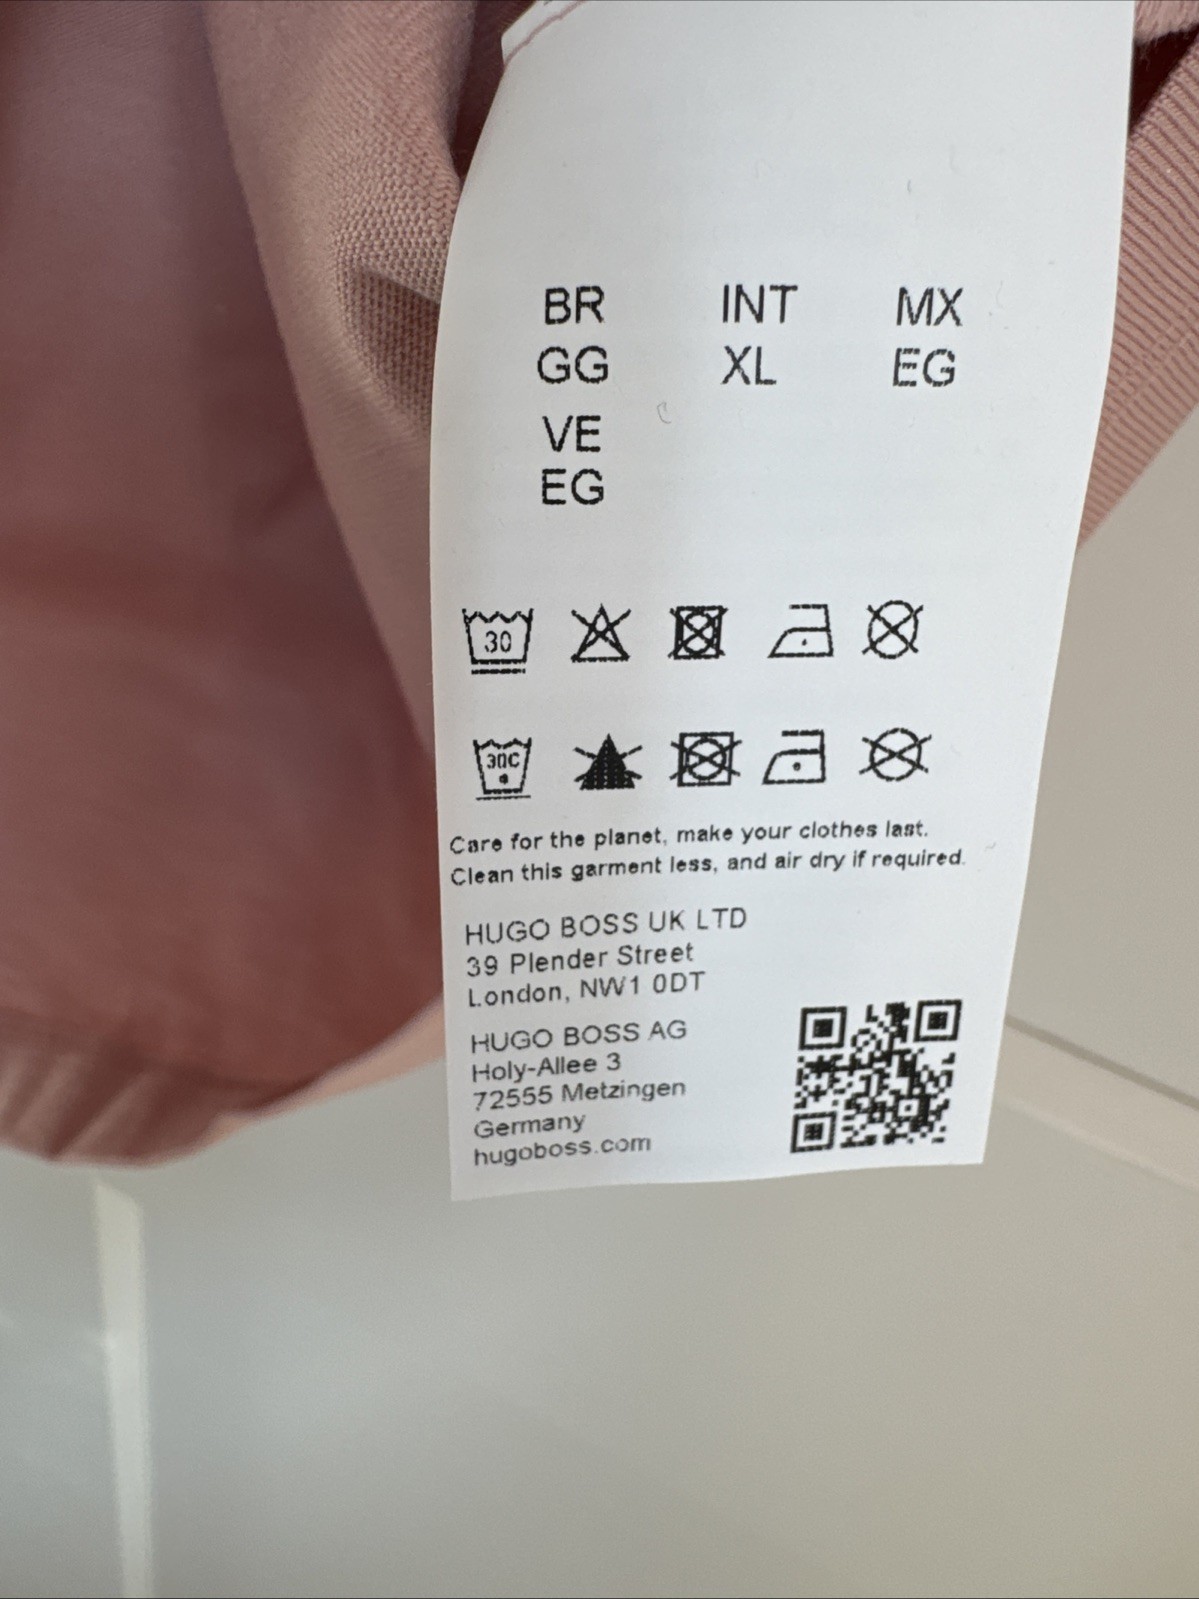 BR INT MX
GG XL EG
VE
EG
30
30C
Care for the planet, make your clothes last.
Clean this garment less, and air dry if required.
HUGO BOSS UK LTD
39 Plender Street
London, NW1 0DT
HUGO BOSS AG
Holy-Allee 3
72555 Metzingen
Germany
hugoboss.com